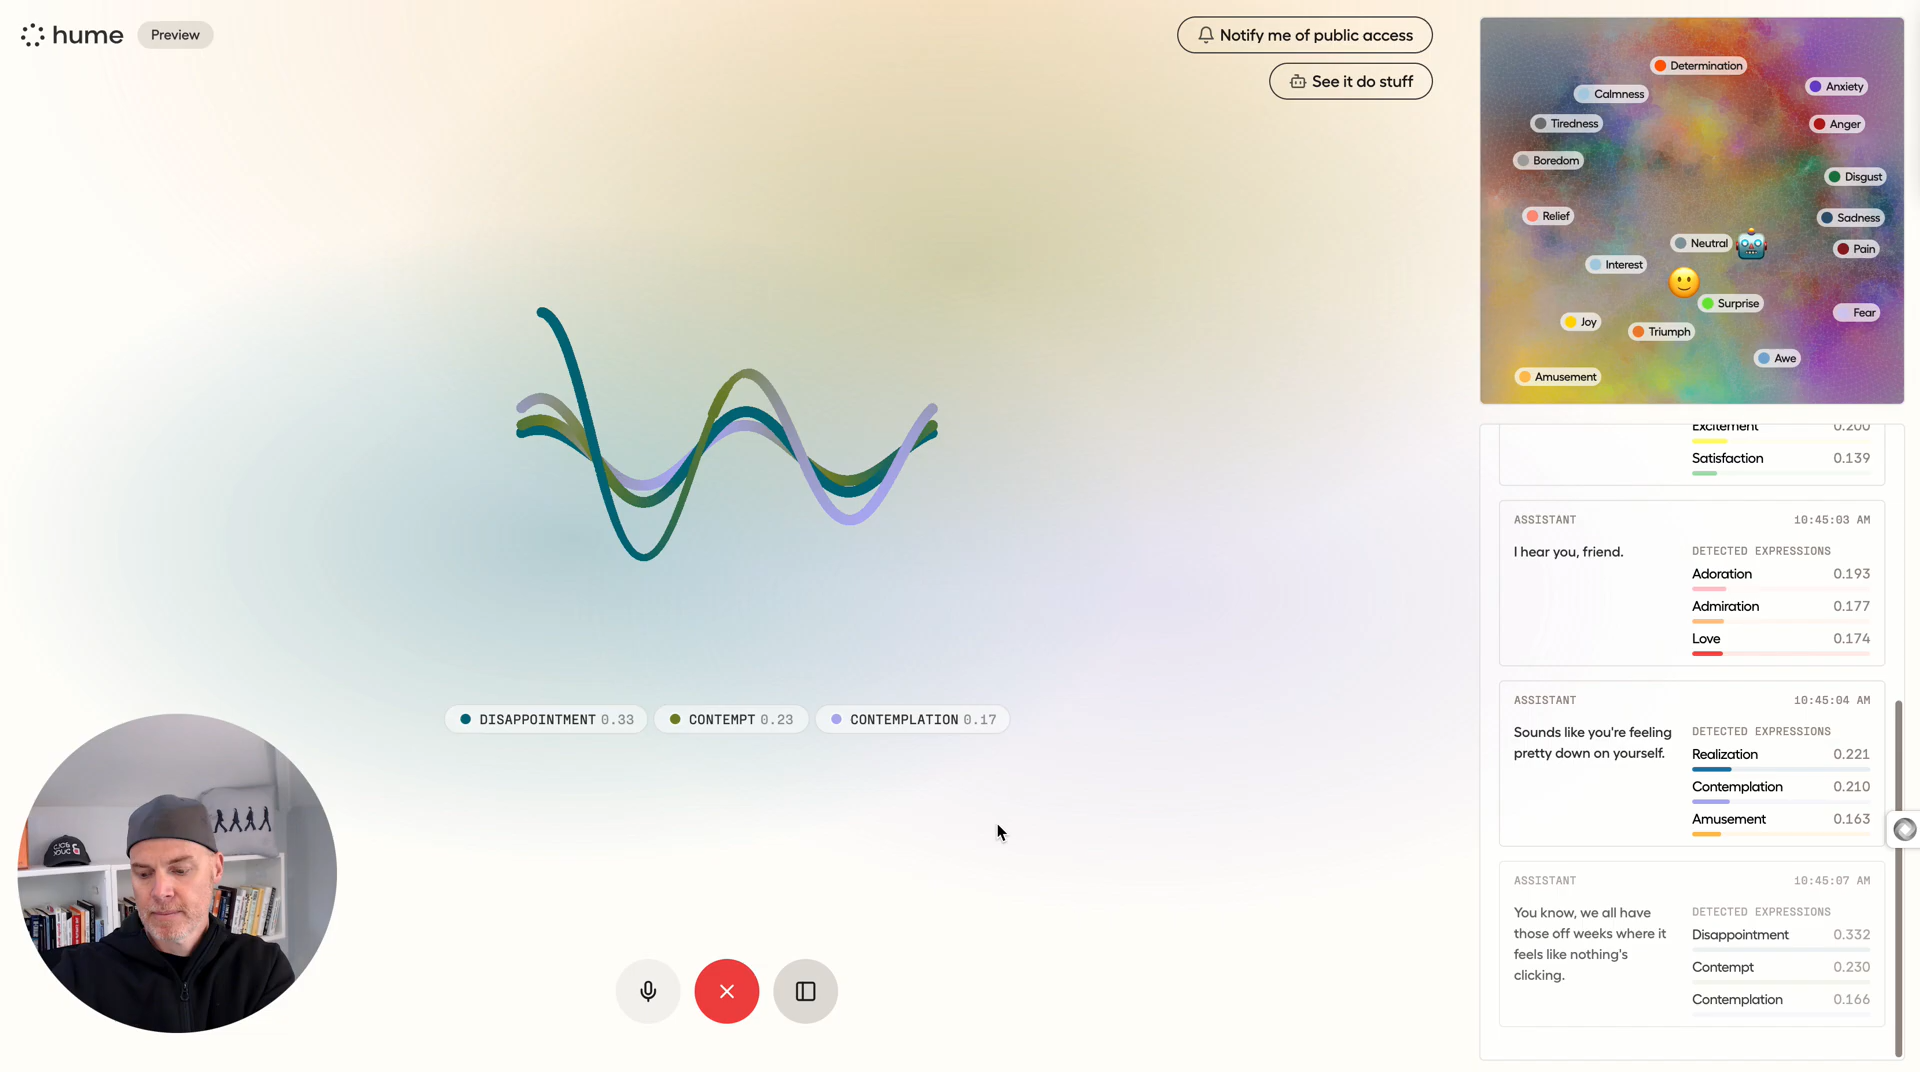 hume
Preview
Notify me of public access
See it do stuff
Determination
Calmness
Anxiety
Tiredness
Anger
Boredom
Disgust
Relief
Sadness
Neutral
Pain
Interest
Surprise
Fear
Joy
Triumph
Awe
Amusement
Excitement 0.200
Satisfaction 0.139
ASSISTANT 10:45:03 AM
I hear you, friend.
DETECTED EXPRESSIONS
Adoration 0.193
Admiration 0.177
Love 0.174
ASSISTANT 10:45:04 AM
Sounds like you're feeling
pretty down on yourself.
DETECTED EXPRESSIONS
Realization 0.221
Contemplation 0.210
Amusement 0.163
ASSISTANT 10:45:07 AM
You know, we all have
those off weeks where it
feels like nothing's
clicking.
DETECTED EXPRESSIONS
Disappointment 0.332
Contempt 0.230
Contemplation 0.166
DISAPPOINTMENT 0.33
CONTEMPT 0.23
CONTEMPLATION 0.17